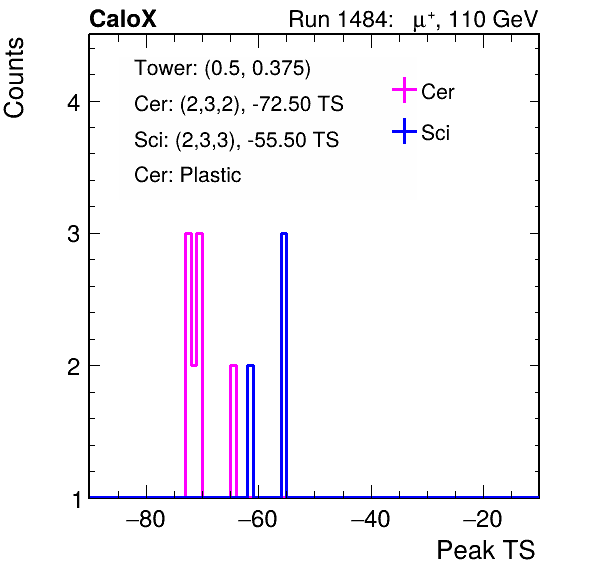 CaloX Run 1484: μ⁺, 110 GeV
Counts
Tower: (0.5, 0.375)
Cer: (2,3,2), -72.50 TS
Sci: (2,3,3), -55.50 TS
Cer: Plastic
Cer
Sci
4
3
2
1
−80 −60 −40 −20
Peak TS